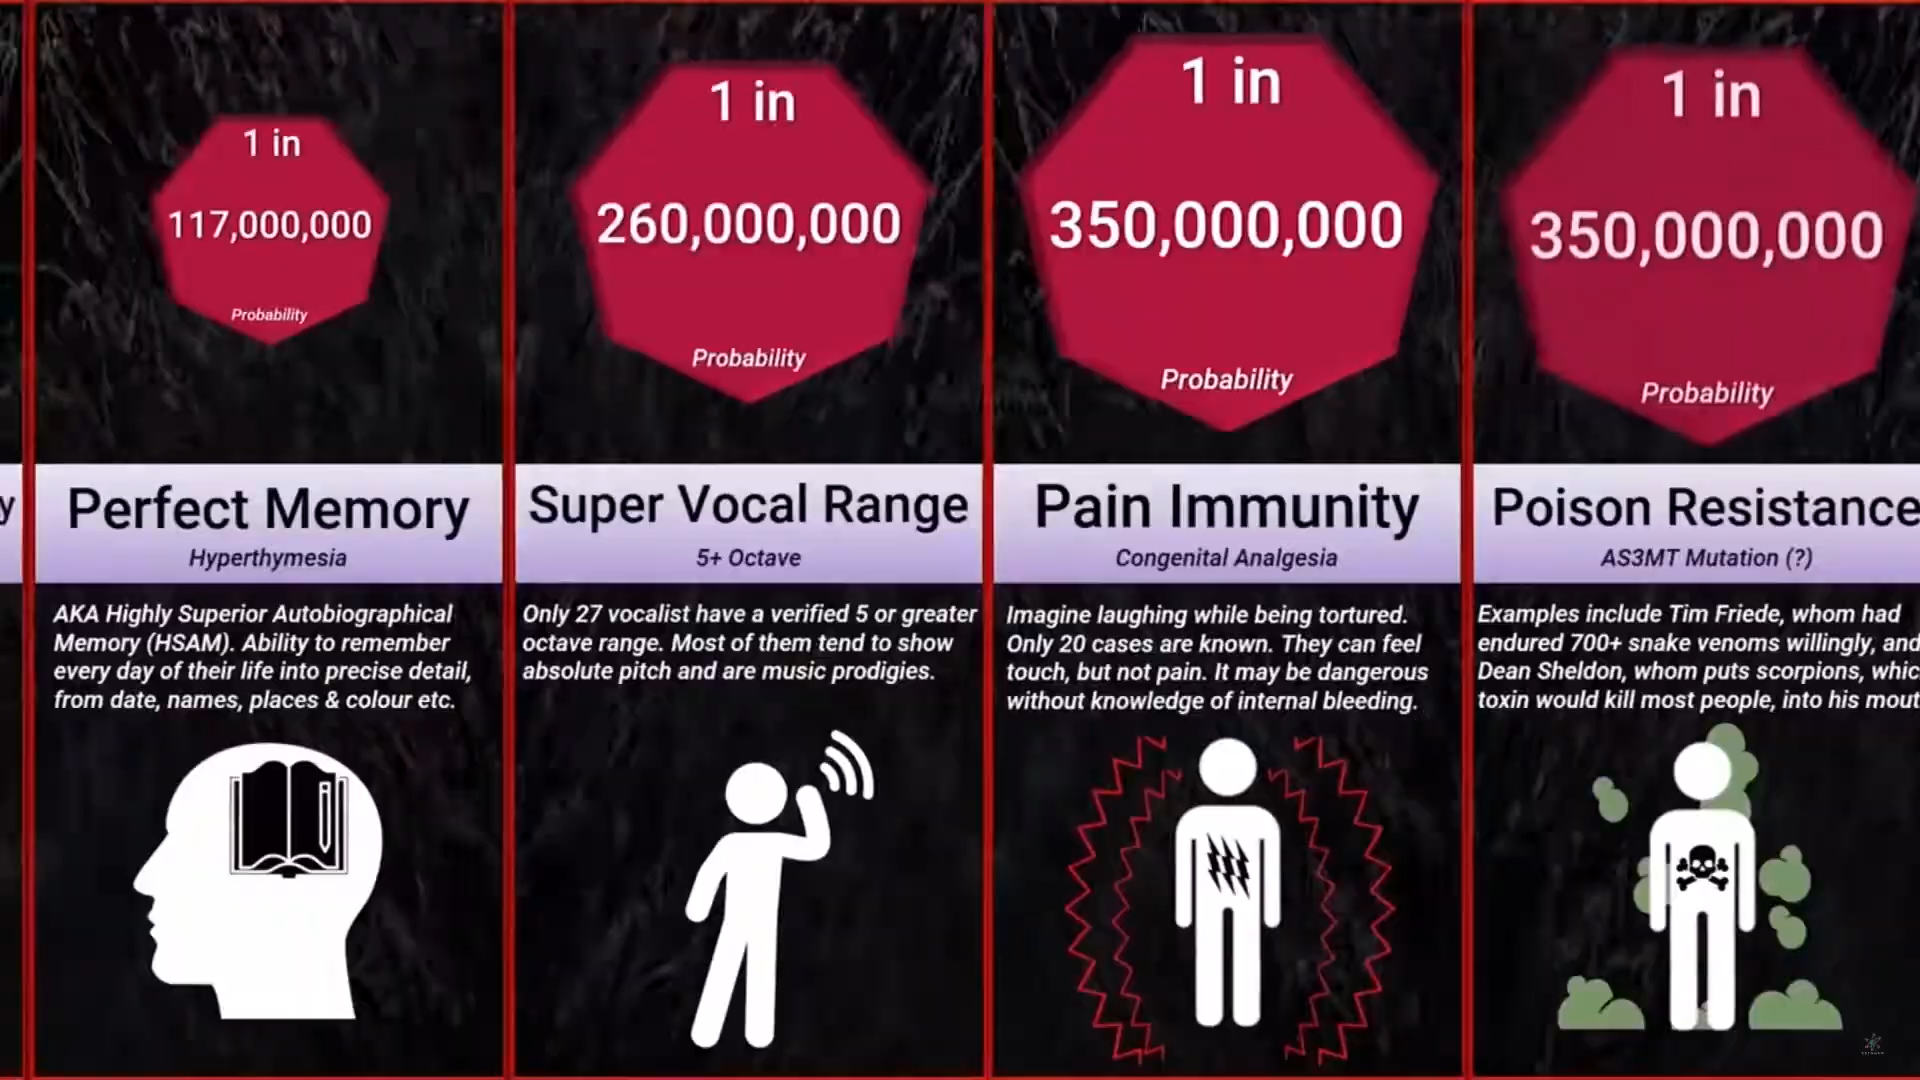 1 in
117,000,000
Probability
Perfect Memory
Hyperthymesia
AKA Highly Superior Autobiographical
Memory (HSAM). Ability to remember
every day of their life into precise detail,
from date, names, places & colour etc.
1 in
260,000,000
Probability
Super Vocal Range
5+ Octave
Only 27 vocalist have a verified 5 or greater
octave range. Most of them tend to show
absolute pitch and are music prodigies.
1 in
350,000,000
Probability
Pain Immunity
Congenital Analgesia
Imagine laughing while being tortured.
Only 20 cases are known. They can feel
touch, but not pain. It may be dangerous
without knowledge of internal bleeding.
1 in
350,000,000
Probability
Poison Resistance
AS3MT Mutation (?)
Examples include Tim Friede, whom had
endured 700+ snake venoms willingly, and
Dean Sheldon, whom puts scorpions, whic
toxin would kill most people, into his mout